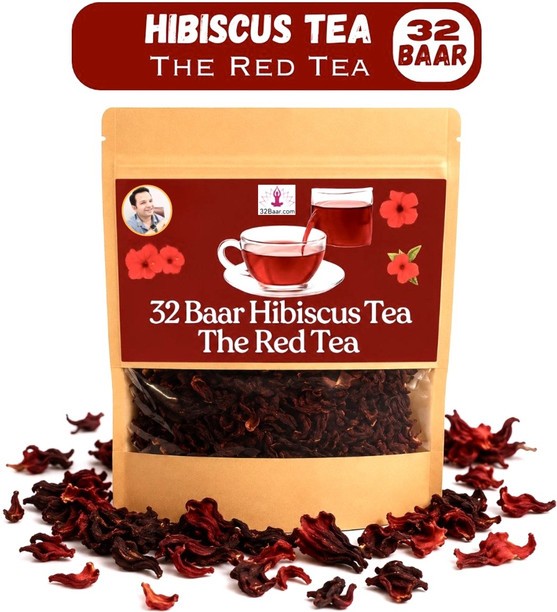 HIBISCUS TEA
THE RED TEA
32
BAAR
32Baar.com
32 Baar Hibiscus Tea
The Red Tea